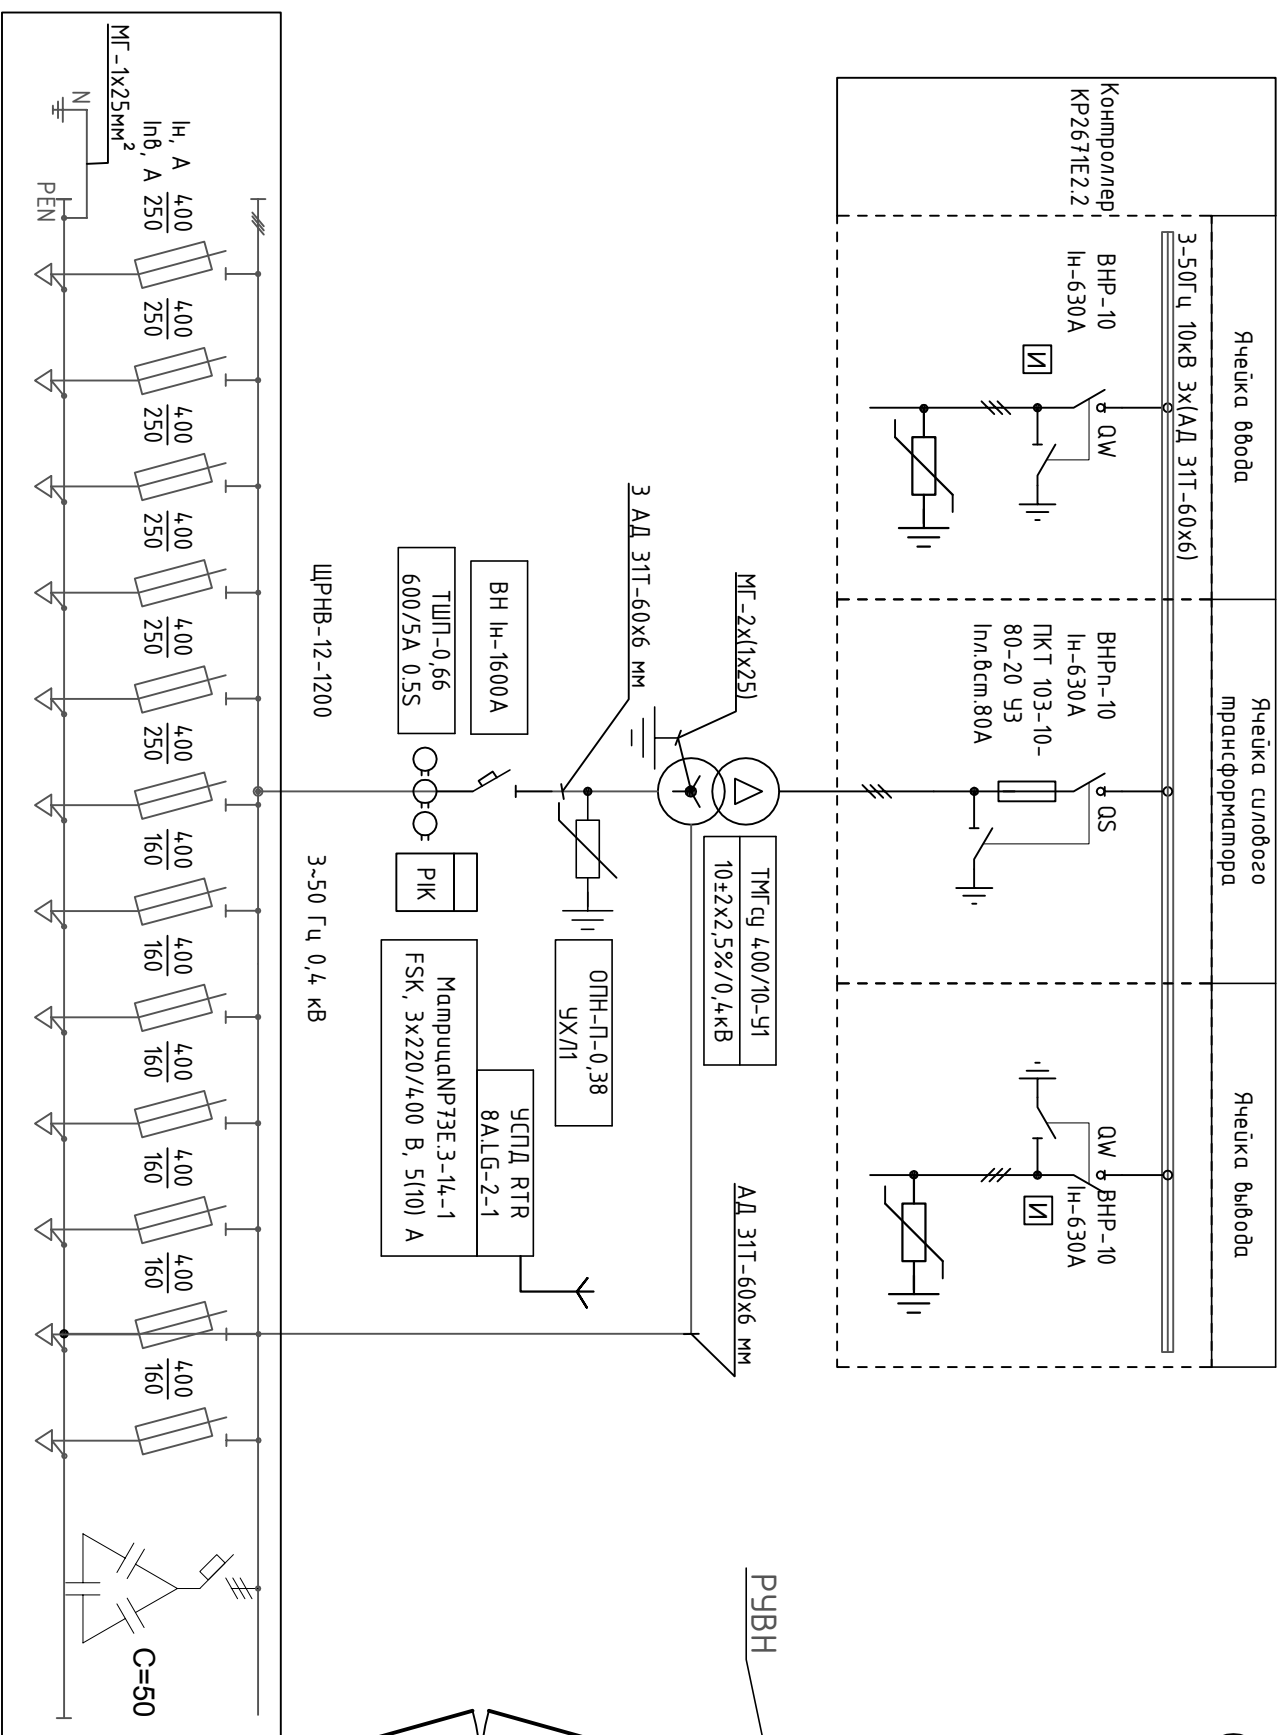 Контроллер
КР2671Е2.2
Ячейка ввода
Ячейка силового
трансформатора
Ячейка вывода
3-50Гц 10кВ 3х(АД 31Т-60х6)
ВНР-10
Iн-630А
И
QW
ВНРп-10
Iн-630А
ПКТ 103-10-
80-20 У3
Iпл.вст.80А
QS
QW
ВНР-10
Iн-630А
И
МГ-2х(1х25)
ТМГсу 400/10-У1
10±2х2,5%/0,4кВ
АД 31Т-60х6 мм
РУВН
3 АД 31Т-60х6 мм
ОПН-П-0,38
УХЛ1
ВН Iн-1600А
ТШП-0,66
600/5А 0.5S
PIK
УСПД RTR
8A.LG-2-1
МатрицаNP73E.3-14-1
FSK, 3х220/400 В, 5(10) А
ЩРНВ-12-1200
3~50 Гц 0,4 кВ
МГ-1х25мм²
N
PEN
Iн, А
Iпв, А
400
250
400
250
400
250
400
250
400
250
400
250
400
160
400
160
400
160
400
160
400
160
400
160
C=50